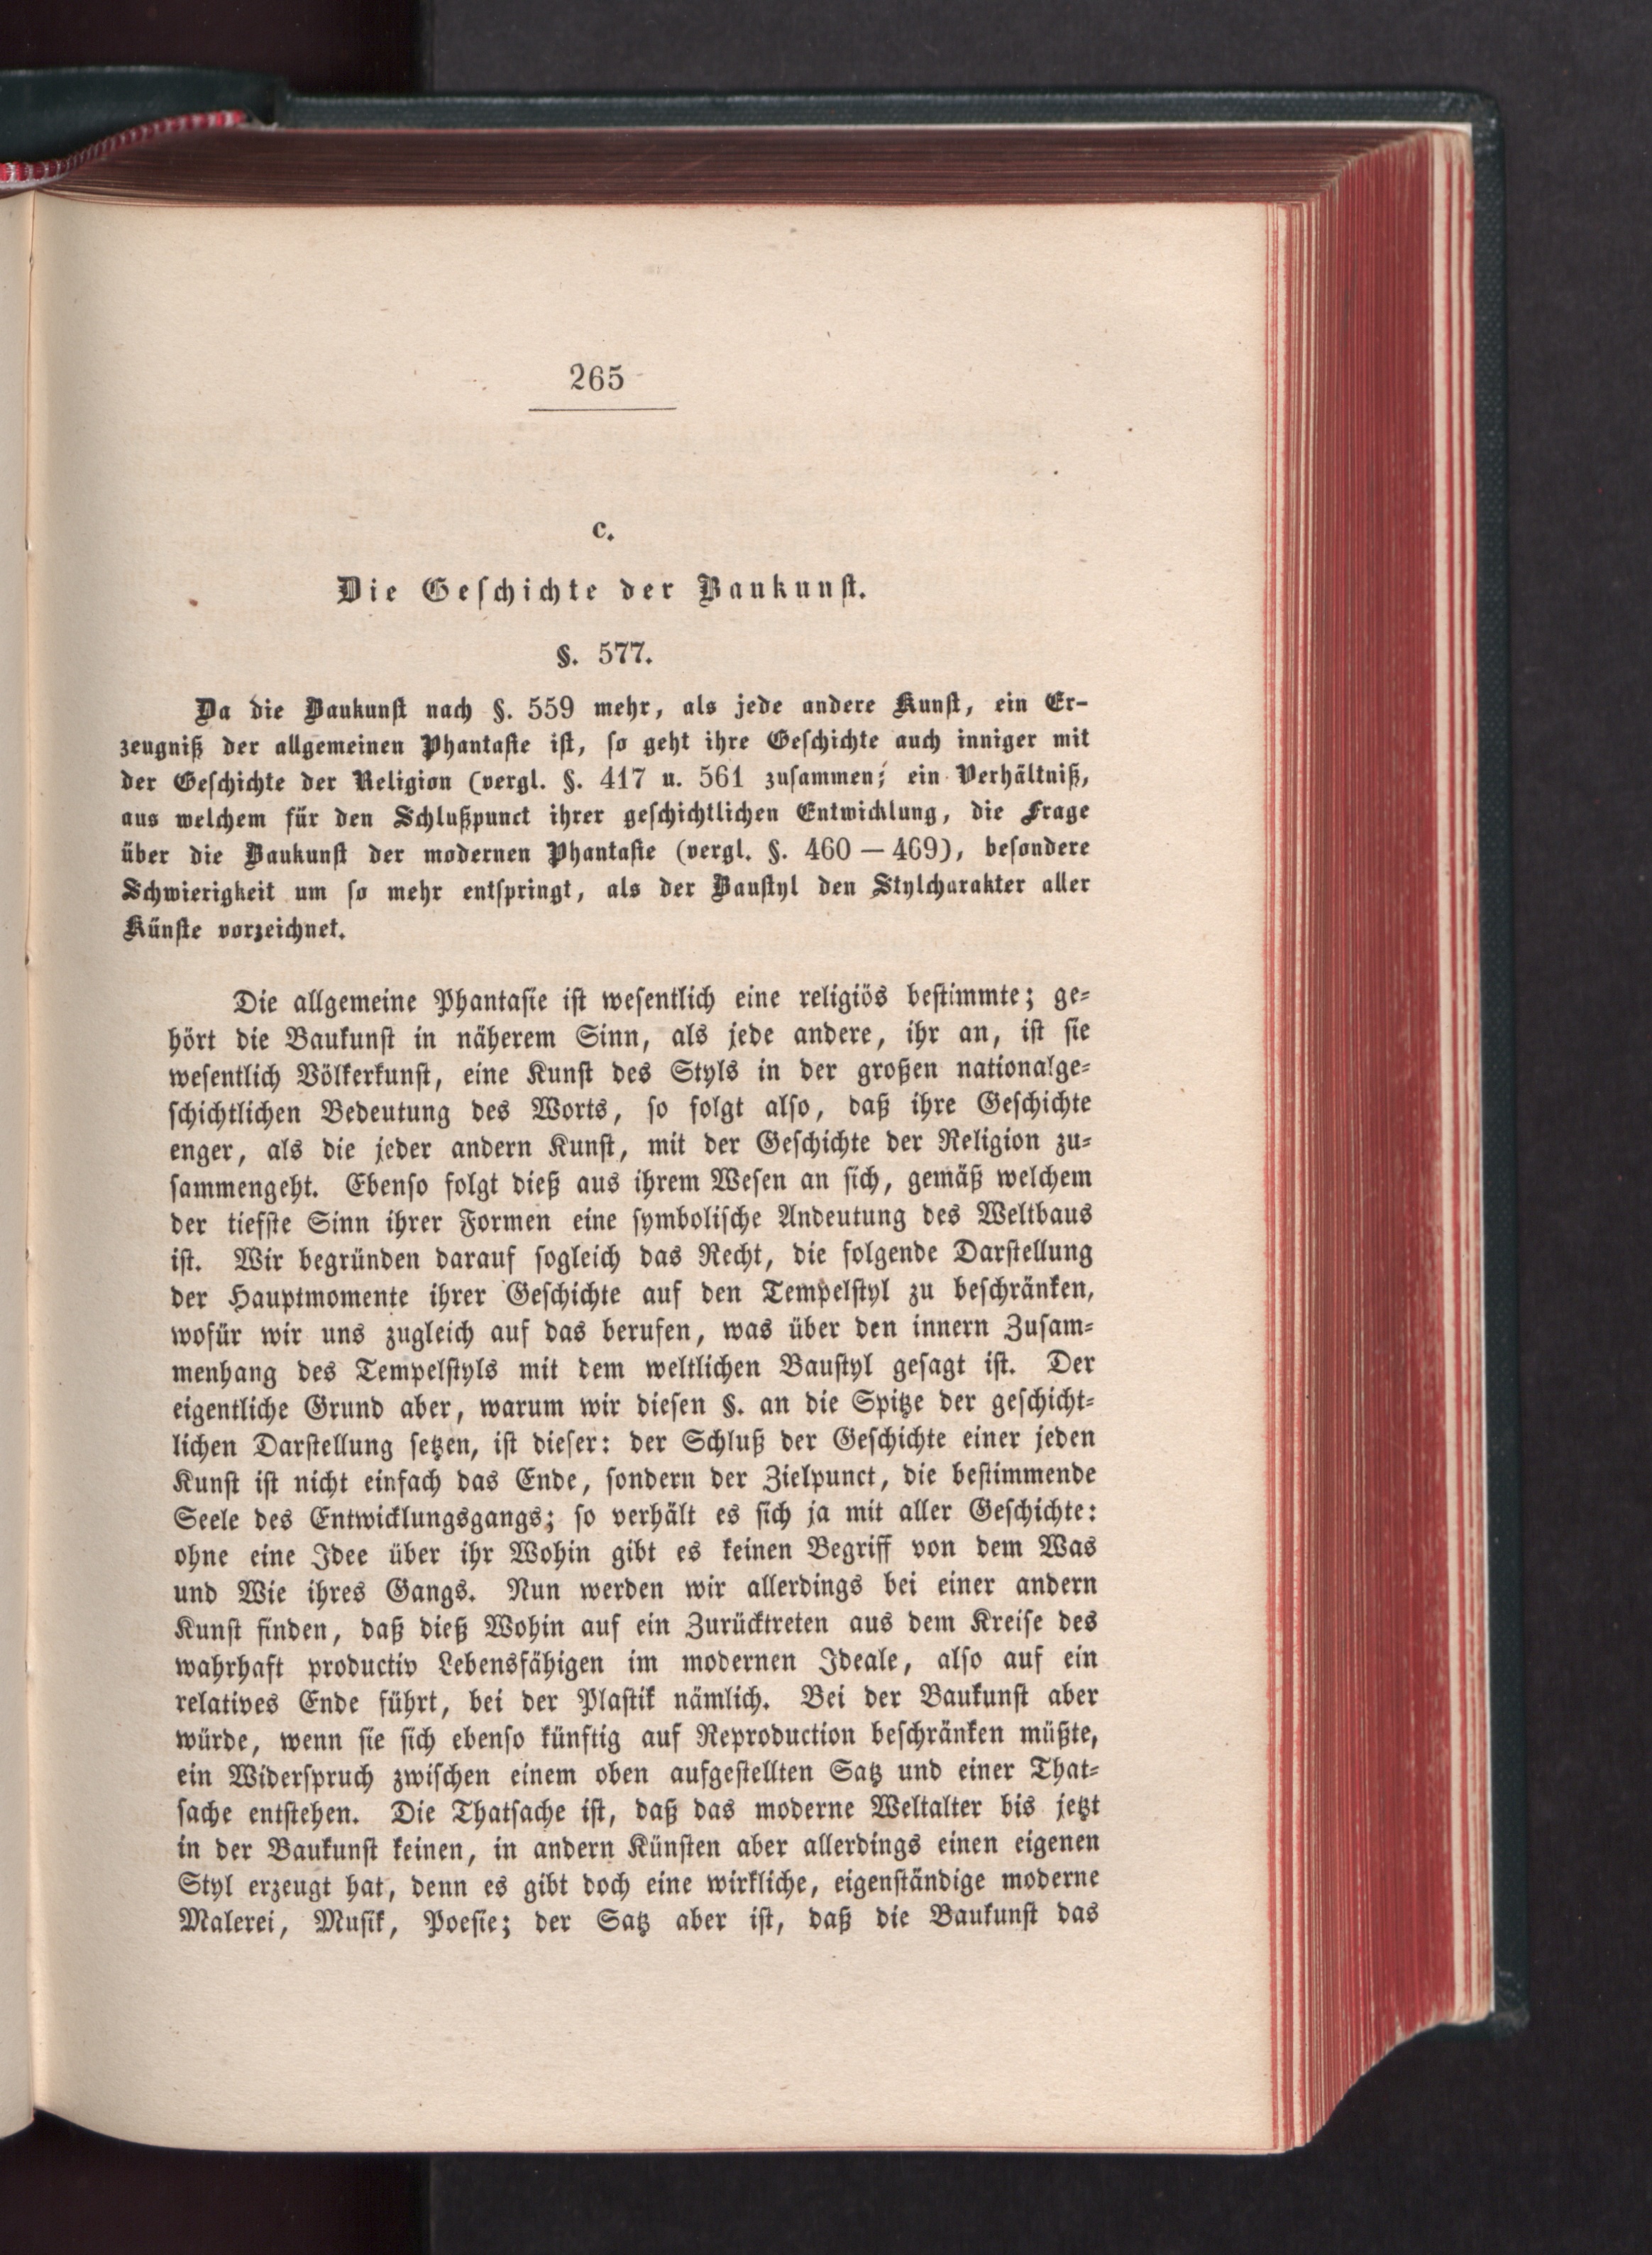 265
c.
Die Geschichte der Baukunst.
§. 577.
Da die Baukunst nach §. 559 mehr, als jede andere Kunst, ein Er-
zeugniß der allgemeinen Phantasie ist, so geht ihre Geschichte auch inniger mit
der Geschichte der Religion (vergl. §. 417 u. 561 zusammen; ein Verhältniß,
aus welchem für den Schlußpunct ihrer geschichtlichen Entwicklung, die Frage
über die Baukunst der modernen Phantasie (vergl. §. 460 — 469), besondere
Schwierigkeit um so mehr entspringt, als der Baustyl den Stylcharakter aller
Künste vorzeichnet.
Die allgemeine Phantasie ist wesentlich eine religiös bestimmte; ge-
hört die Baukunst in näherem Sinn, als jede andere, ihr an, ist sie
wesentlich Völkerkunst, eine Kunst des Styls in der großen nationalge-
schichtlichen Bedeutung des Worts, so folgt also, daß ihre Geschichte
enger, als die jeder andern Kunst, mit der Geschichte der Religion zu-
sammengeht. Ebenso folgt dieß aus ihrem Wesen an sich, gemäß welchem
der tiefste Sinn ihrer Formen eine symbolische Andeutung des Weltbaus
ist. Wir begründen darauf sogleich das Recht, die folgende Darstellung
der Hauptmomente ihrer Geschichte auf den Tempelstyl zu beschränken,
wofür wir uns zugleich auf das berufen, was über den innern Zusam-
menhang des Tempelstyls mit dem weltlichen Baustyl gesagt ist. Der
eigentliche Grund aber, warum wir diesen §. an die Spitze der geschicht-
lichen Darstellung setzen, ist dieser: der Schluß der Geschichte einer jeden
Kunst ist nicht einfach das Ende, sondern der Zielpunct, die bestimmende
Seele des Entwicklungsgangs; so verhält es sich ja mit aller Geschichte:
ohne eine Idee über ihr Wohin gibt es keinen Begriff von dem Was
und Wie ihres Gangs. Nun werden wir allerdings bei einer andern
Kunst finden, daß dieß Wohin auf ein Zurücktreten aus dem Kreise des
wahrhaft productiv Lebensfähigen im modernen Ideale, also auf ein
relatives Ende führt, bei der Plastik nämlich. Bei der Baukunst aber
würde, wenn sie sich ebenso künftig auf Reproduction beschränken müßte,
ein Widerspruch zwischen einem oben aufgestellten Satz und einer That-
sache entstehen. Die Thatsache ist, daß das moderne Weltalter bis jetzt
in der Baukunst keinen, in andern Künsten aber allerdings einen eigenen
Styl erzeugt hat, denn es gibt doch eine wirkliche, eigenständige moderne
Malerei, Musik, Poesie; der Satz aber ist, daß die Baukunst das